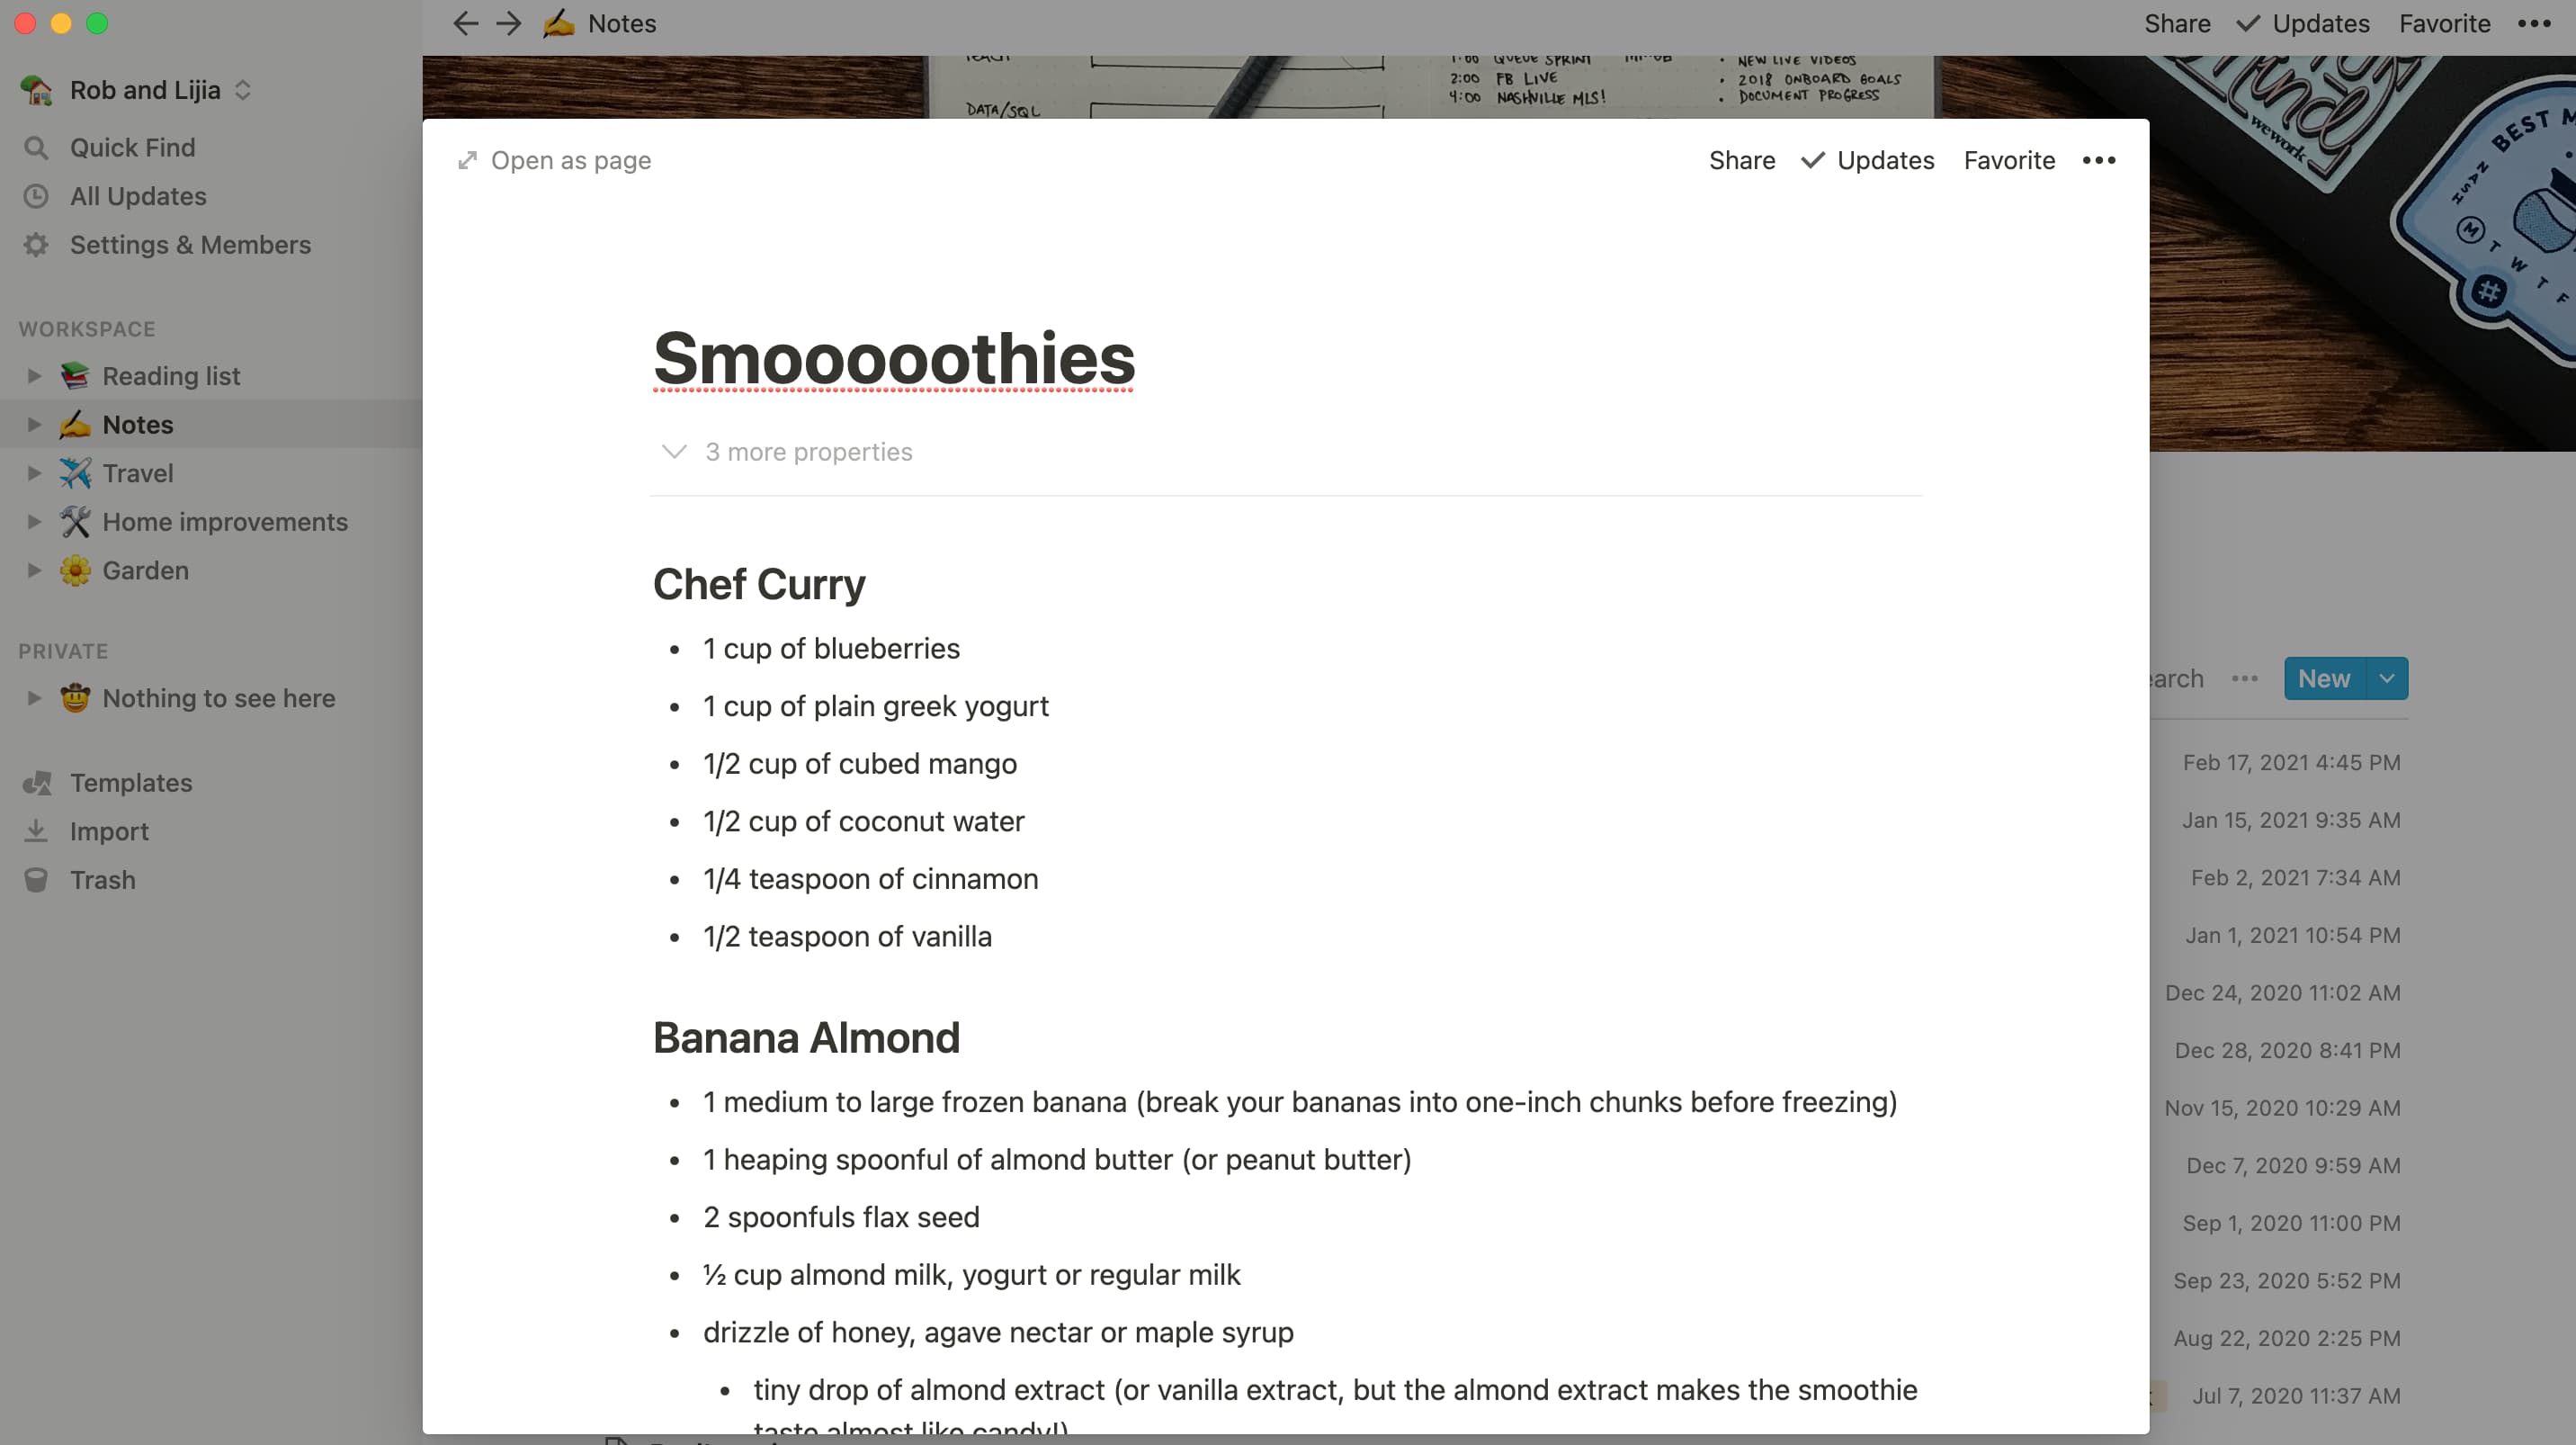 Notes
Share
Updates
Favorite
Rob and Lijia
Quick Find
All Updates
Settings & Members
WORKSPACE
Reading list
Notes
Travel
Home improvements
Garden
PRIVATE
Nothing to see here
Templates
Import
Trash
QUEUE SPRINT
NEW LIVE VIDEOS
2:00 FB LIVE
2018 ONBOARD GOALS
4:00 NASHVILLE MLS!
DOCUMENT PROGRESS
DATA/SQL
wework
BEST
M T W T F
#
Open as page
Share
Updates
Favorite
Smooooothies
3 more properties
Chef Curry
• 1 cup of blueberries
• 1 cup of plain greek yogurt
• 1/2 cup of cubed mango
• 1/2 cup of coconut water
• 1/4 teaspoon of cinnamon
• 1/2 teaspoon of vanilla
Banana Almond
• 1 medium to large frozen banana (break your bananas into one-inch chunks before freezing)
• 1 heaping spoonful of almond butter (or peanut butter)
• 2 spoonfuls flax seed
• ½ cup almond milk, yogurt or regular milk
• drizzle of honey, agave nectar or maple syrup
• tiny drop of almond extract (or vanilla extract, but the almond extract makes the smoothie
taste almost like candy!)
New
Feb 17, 2021 4:45 PM
Jan 15, 2021 9:35 AM
Feb 2, 2021 7:34 AM
Jan 1, 2021 10:54 PM
Dec 24, 2020 11:02 AM
Dec 28, 2020 8:41 PM
Nov 15, 2020 10:29 AM
Dec 7, 2020 9:59 AM
Sep 1, 2020 11:00 PM
Sep 23, 2020 5:52 PM
Aug 22, 2020 2:25 PM
Jul 7, 2020 11:37 AM